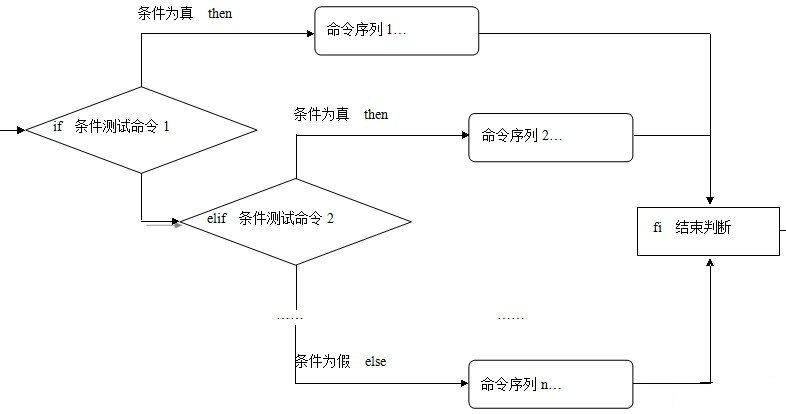 条件为真 then
命令序列 1…
if 条件测试命令 1
条件为真 then
命令序列 2…
elif 条件测试命令 2
fi 结束判断
…… ……
条件为假 else
命令序列 n…